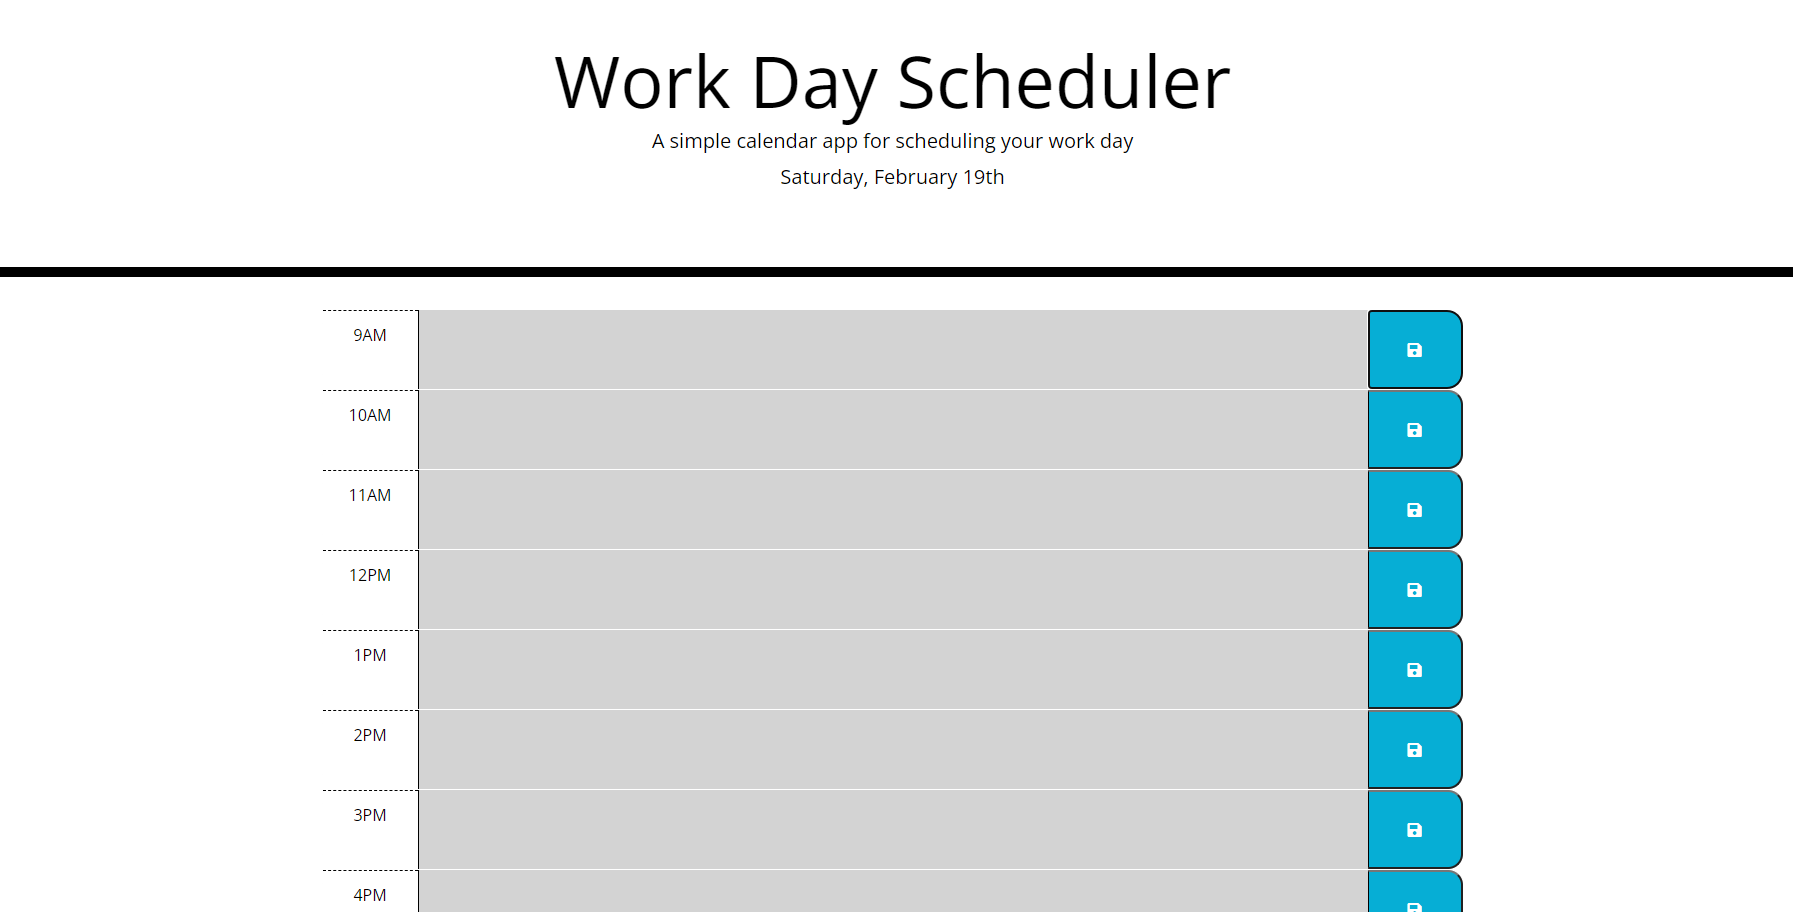 Work Day Scheduler
A simple calendar app for scheduling your work day
Saturday, February 19th
9AM
10AM
11AM
12PM
1PM
2PM
3PM
4PM